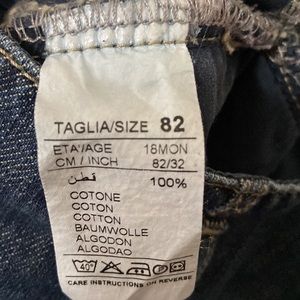 TAGLIA/SIZE 82
ETA'/AGE 18MON
CM / INCH 82/32
قطن 100%
COTONE
COTON
COTTON
BAUMWOLLE
ALGODON
ALGODAO
40°
CARE INSTRUCTIONS ON REVERSE